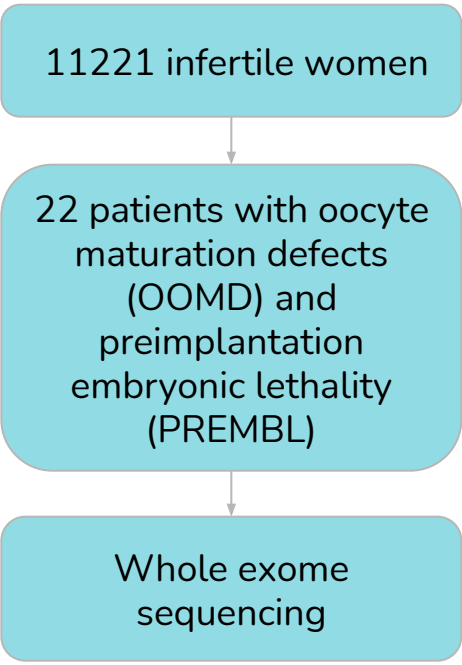 11221 infertile women
22 patients with oocyte
maturation defects
(OOMD) and
preimplantation
embryonic lethality
(PREMBL)
Whole exome
sequencing